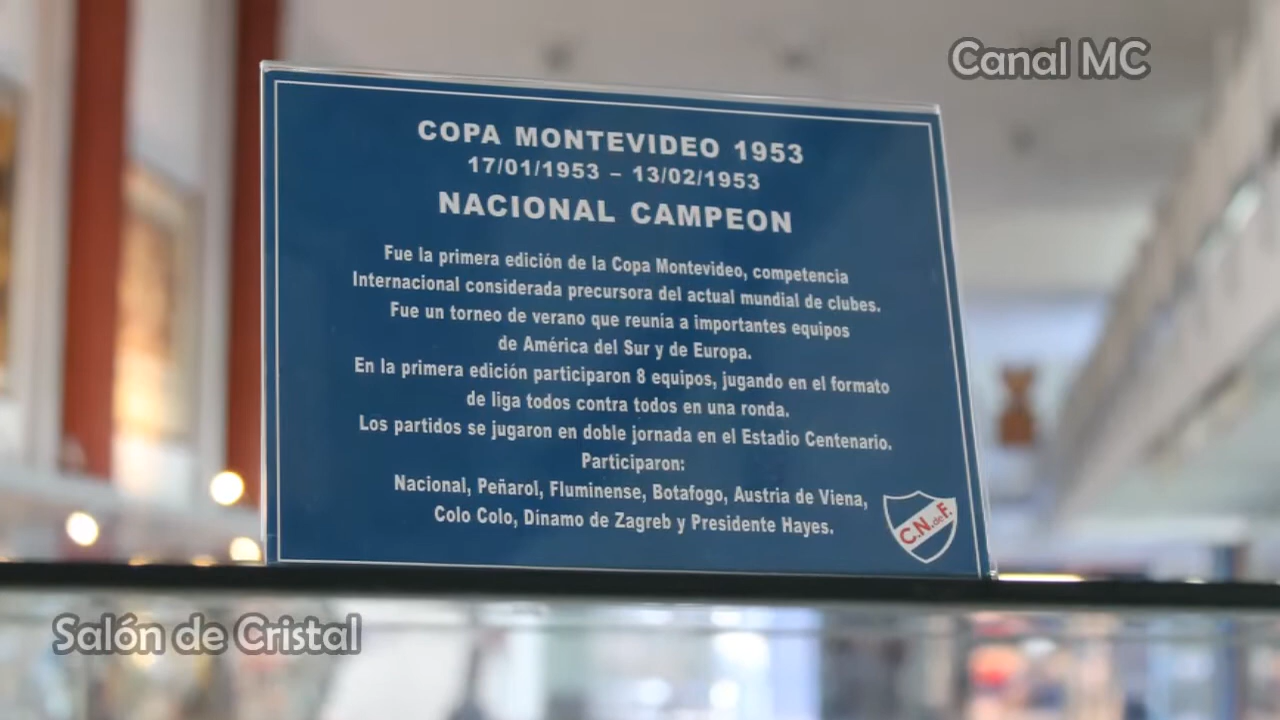 Canal MC
COPA MONTEVIDEO 1953
17/01/1953 – 13/02/1953
NACIONAL CAMPEON
Fue la primera edición de la Copa Montevideo, competencia
Internacional considerada precursora del actual mundial de clubes.
Fue un torneo de verano que reunía a importantes equipos
de América del Sur y de Europa.
En la primera edición participaron 8 equipos, jugando en el formato
de liga todos contra todos en una ronda.
Los partidos se jugaron en doble jornada en el Estadio Centenario.
Participaron:
Nacional, Peñarol, Fluminense, Botafogo, Austria de Viena,
Colo Colo, Dínamo de Zagreb y Presidente Hayes.
C.N.de F.
Salón de Cristal